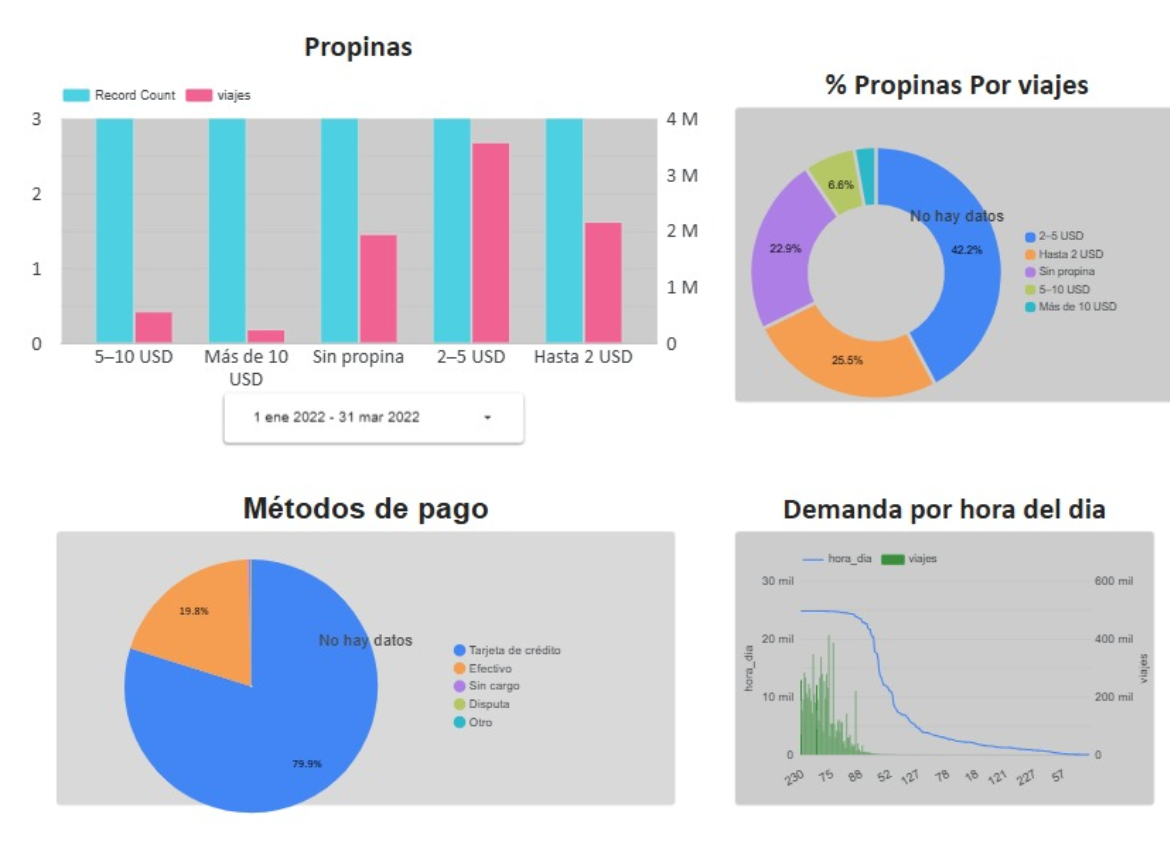 Propinas
Record Count viajes
3
2
1
0
4 M
3 M
2 M
1 M
0
5–10 USD
Más de 10
USD
Sin propina
2–5 USD
Hasta 2 USD
1 ene 2022 - 31 mar 2022
% Propinas Por viajes
6.6%
22.9%
No hay datos
42.2%
25.5%
2–5 USD
Hasta 2 USD
Sin propina
5–10 USD
Más de 10 USD
Métodos de pago
19.8%
No hay datos
79.9%
Tarjeta de crédito
Efectivo
Sin cargo
Disputa
Otro
Demanda por hora del dia
hora_dia viajes
30 mil
20 mil
10 mil
0
hora_dia
600 mil
400 mil
200 mil
0
viajes
230 75 88 52 127 78 18 121 227 57